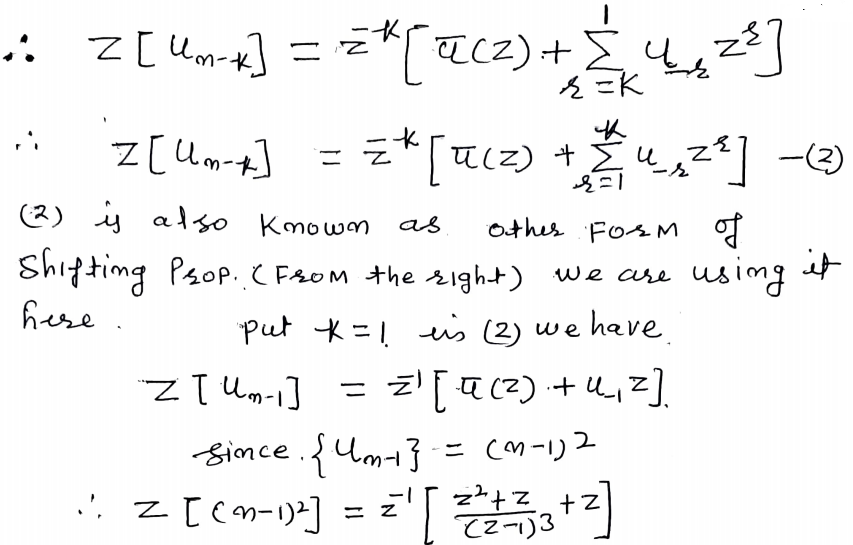 ∴ Z[u_{n-k}] = z^{-k}[ū(z) + Σ_{r=k}^{1} u_{-r} z^r]
∴ Z[u_{n-k}] = z^{-k}[ū(z) + Σ_{r=1}^{k} u_{-r} z^r] —(2)
(2) is also known as other Form of
Shifting Prop. (From the right) we are using it
here. put k = 1 in (2) we have
Z[u_{n-1}] = z^{-1}[ū(z) + u_{-1} z].
since {u_{n-1}} = (n-1)^2
∴ Z[(n-1)^2] = z^{-1}[\frac{z^2+z}{(z-1)^3} + z]